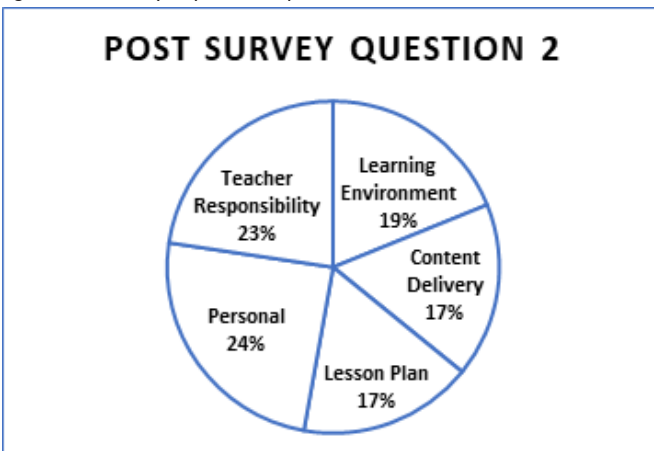 POST SURVEY QUESTION 2
Learning
Environment
19%
Content
Delivery
17%
Lesson Plan
17%
Personal
24%
Teacher
Responsibility
23%